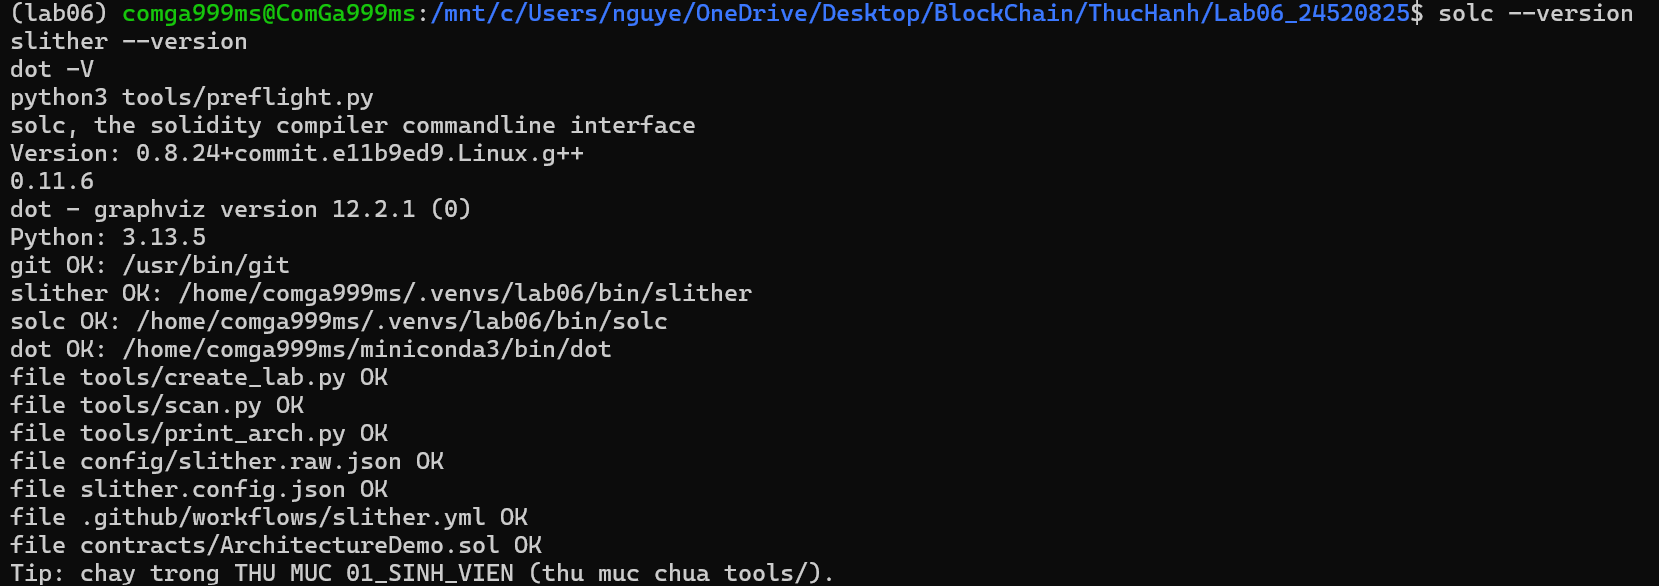 (lab06) comga999ms@ComGa999ms:/mnt/c/Users/nguye/OneDrive/Desktop/BlockChain/ThucHanh/Lab06_24520825$ solc --version
slither --version
dot -V
python3 tools/preflight.py
solc, the solidity compiler commandline interface
Version: 0.8.24+commit.e11b9ed9.Linux.g++
0.11.6
dot - graphviz version 12.2.1 (0)
Python: 3.13.5
git OK: /usr/bin/git
slither OK: /home/comga999ms/.venvs/lab06/bin/slither
solc OK: /home/comga999ms/.venvs/lab06/bin/solc
dot OK: /home/comga999ms/miniconda3/bin/dot
file tools/create_lab.py OK
file tools/scan.py OK
file tools/print_arch.py OK
file config/slither.raw.json OK
file slither.config.json OK
file .github/workflows/slither.yml OK
file contracts/ArchitectureDemo.sol OK
Tip: chay trong THU MUC 01_SINH_VIEN (thu muc chua tools/).